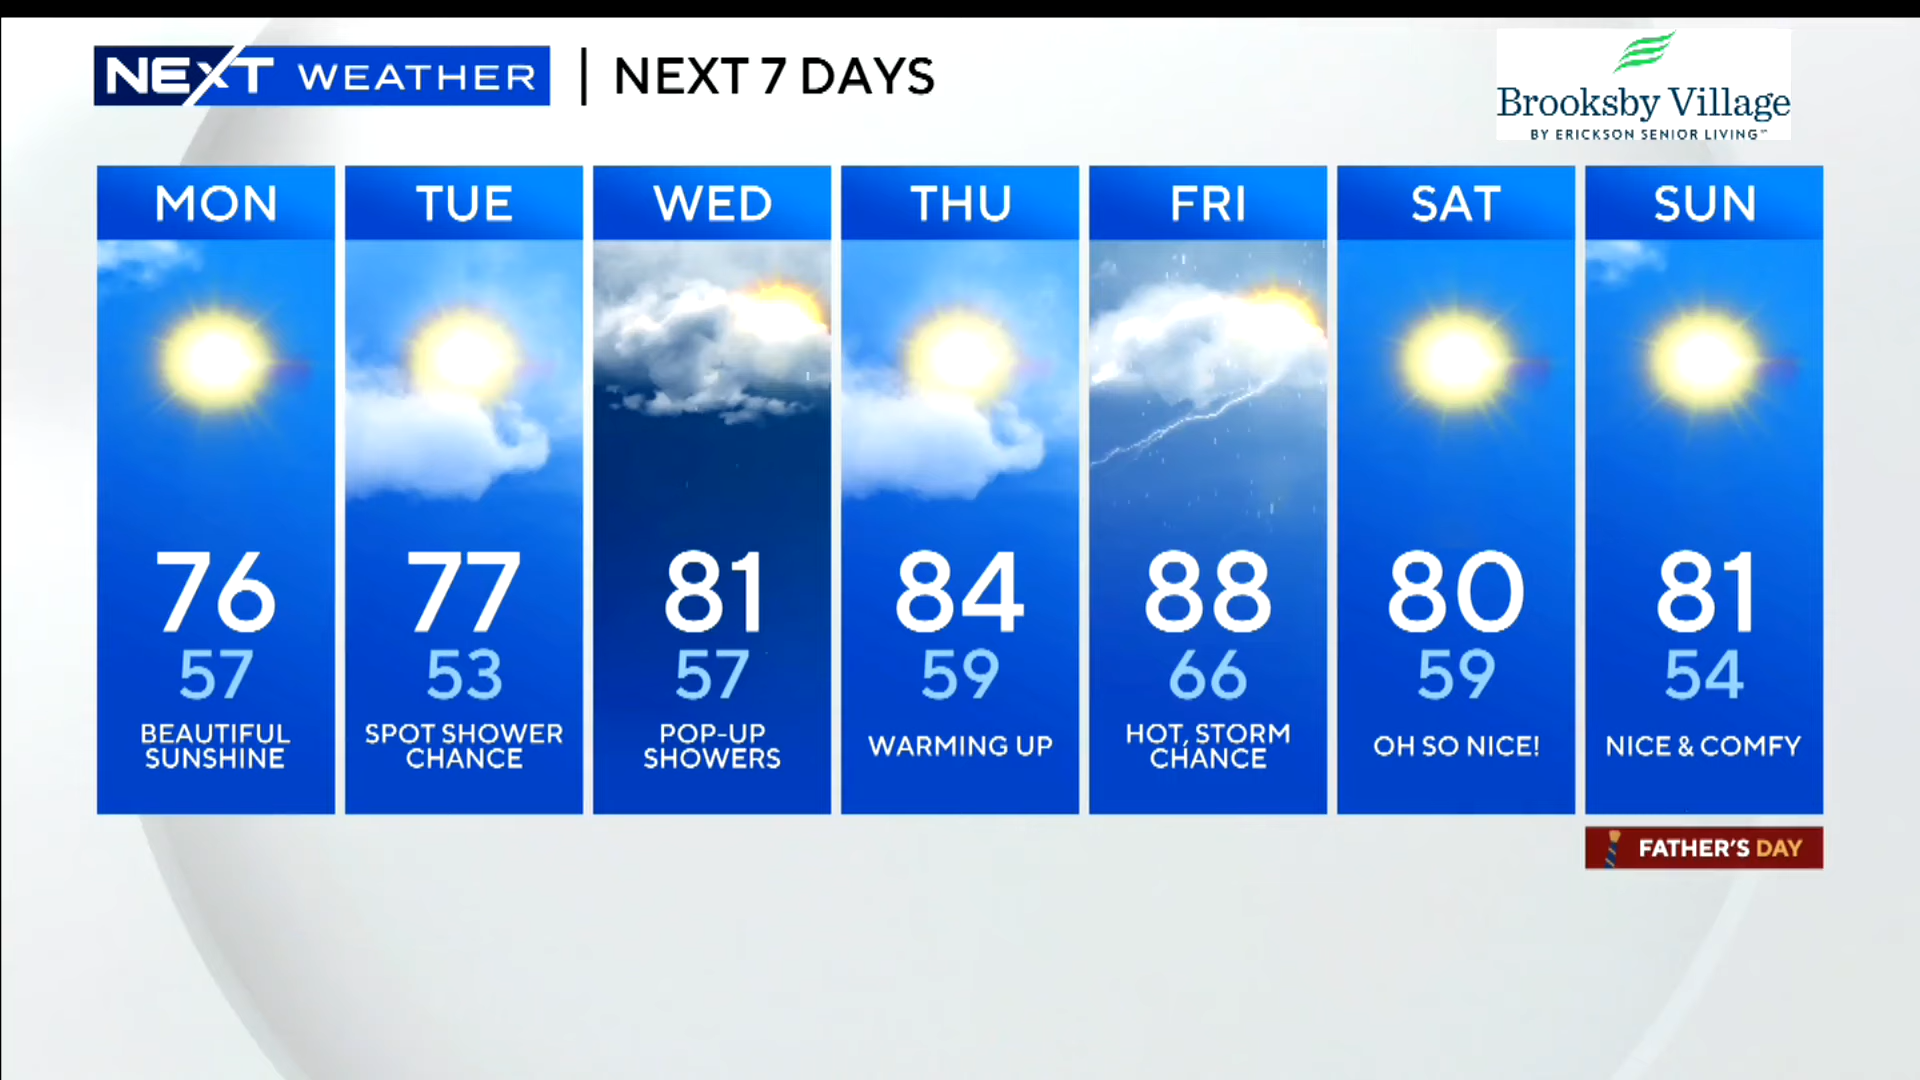 NEXT WEATHER | NEXT 7 DAYS
Brooksby Village
BY ERICKSON SENIOR LIVING℠
MON
76
57
BEAUTIFUL
SUNSHINE
TUE
77
53
SPOT SHOWER
CHANCE
WED
81
57
POP-UP
SHOWERS
THU
84
59
WARMING UP
FRI
88
66
HOT, STORM
CHANCE
SAT
80
59
OH SO NICE!
SUN
81
54
NICE & COMFY
FATHER'S DAY